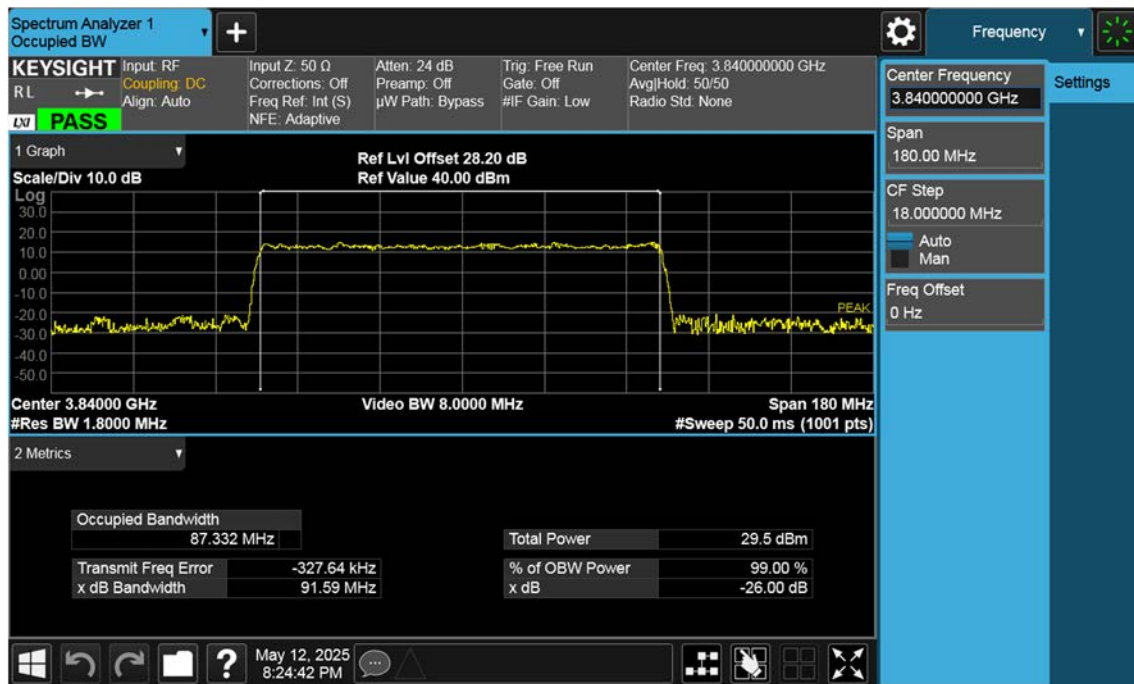 Spectrum Analyzer 1
Occupied BW
Frequency
KEYSIGHT
RL
LXI PASS
Input: RF
Coupling: DC
Align: Auto
Input Z: 50 Ω
Corrections: Off
Freq Ref: Int (S)
NFE: Adaptive
Atten: 24 dB
Preamp: Off
µW Path: Bypass
Trig: Free Run
Gate: Off
#IF Gain: Low
Center Freq: 3.840000000 GHz
Avg|Hold: 50/50
Radio Std: None
Center Frequency
3.840000000 GHz
Settings
Span
180.00 MHz
CF Step
18.000000 MHz
Auto
Man
Freq Offset
0 Hz
1 Graph
Scale/Div 10.0 dB
Ref Lvl Offset 28.20 dB
Ref Value 40.00 dBm
Log
30.0
20.0
10.0
0.00
-10.0
-20.0
-30.0
-40.0
-50.0
PEAK
Center 3.84000 GHz
#Res BW 1.8000 MHz
Video BW 8.0000 MHz
Span 180 MHz
#Sweep 50.0 ms (1001 pts)
2 Metrics
Occupied Bandwidth
87.332 MHz
Transmit Freq Error -327.64 kHz
x dB Bandwidth 91.59 MHz
Total Power 29.5 dBm
% of OBW Power 99.00 %
x dB -26.00 dB
?
May 12, 2025
8:24:42 PM